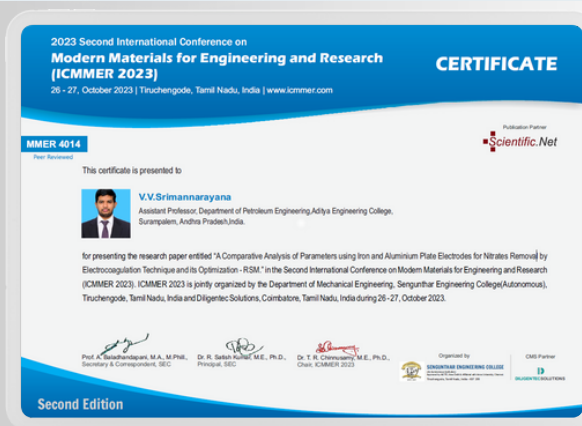 2023 Second International Conference on
Modern Materials for Engineering and Research
(ICMMER 2023)
26 - 27, October 2023 | Tiruchengode, Tamil Nadu, India | www.icmmer.com
CERTIFICATE
MMER 4014
Peer Reviewed
Publication Partner
Scientific.Net
This certificate is presented to
V.V.Srimannarayana
Assistant Professor, Department of Petroleum Engineering,Aditya Engineering College,
Surampalem, Andhra Pradesh,India.
for presenting the research paper entitled "A Comparative Analysis of Parameters using Iron and Aluminium Plate Electrodes for Nitrates Removal by
Electrocoagulation Technique and its Optimization - RSM." in the Second International Conference on Modern Materials for Engineering and Research
(ICMMER 2023). ICMMER 2023 is jointly organized by the Department of Mechanical Engineering, Sengunthar Engineering College(Autonomous),
Tiruchengode, Tamil Nadu, India and Diligentec Solutions, Coimbatore, Tamil Nadu, India during 26 - 27, October 2023.
Prof. A. Baladhandapani, M.A., M.Phill.,
Secretary & Correspondent, SEC
Dr. R. Satish Kumar, M.E., Ph.D.,
Principal, SEC
Dr. T. R. Chinnusamy, M.E., Ph.D.,
Chair, ICMMER 2023
Organized by
SENGUNTHAR ENGINEERING COLLEGE
CMS Partner
DILIGENTEC SOLUTIONS
Second Edition